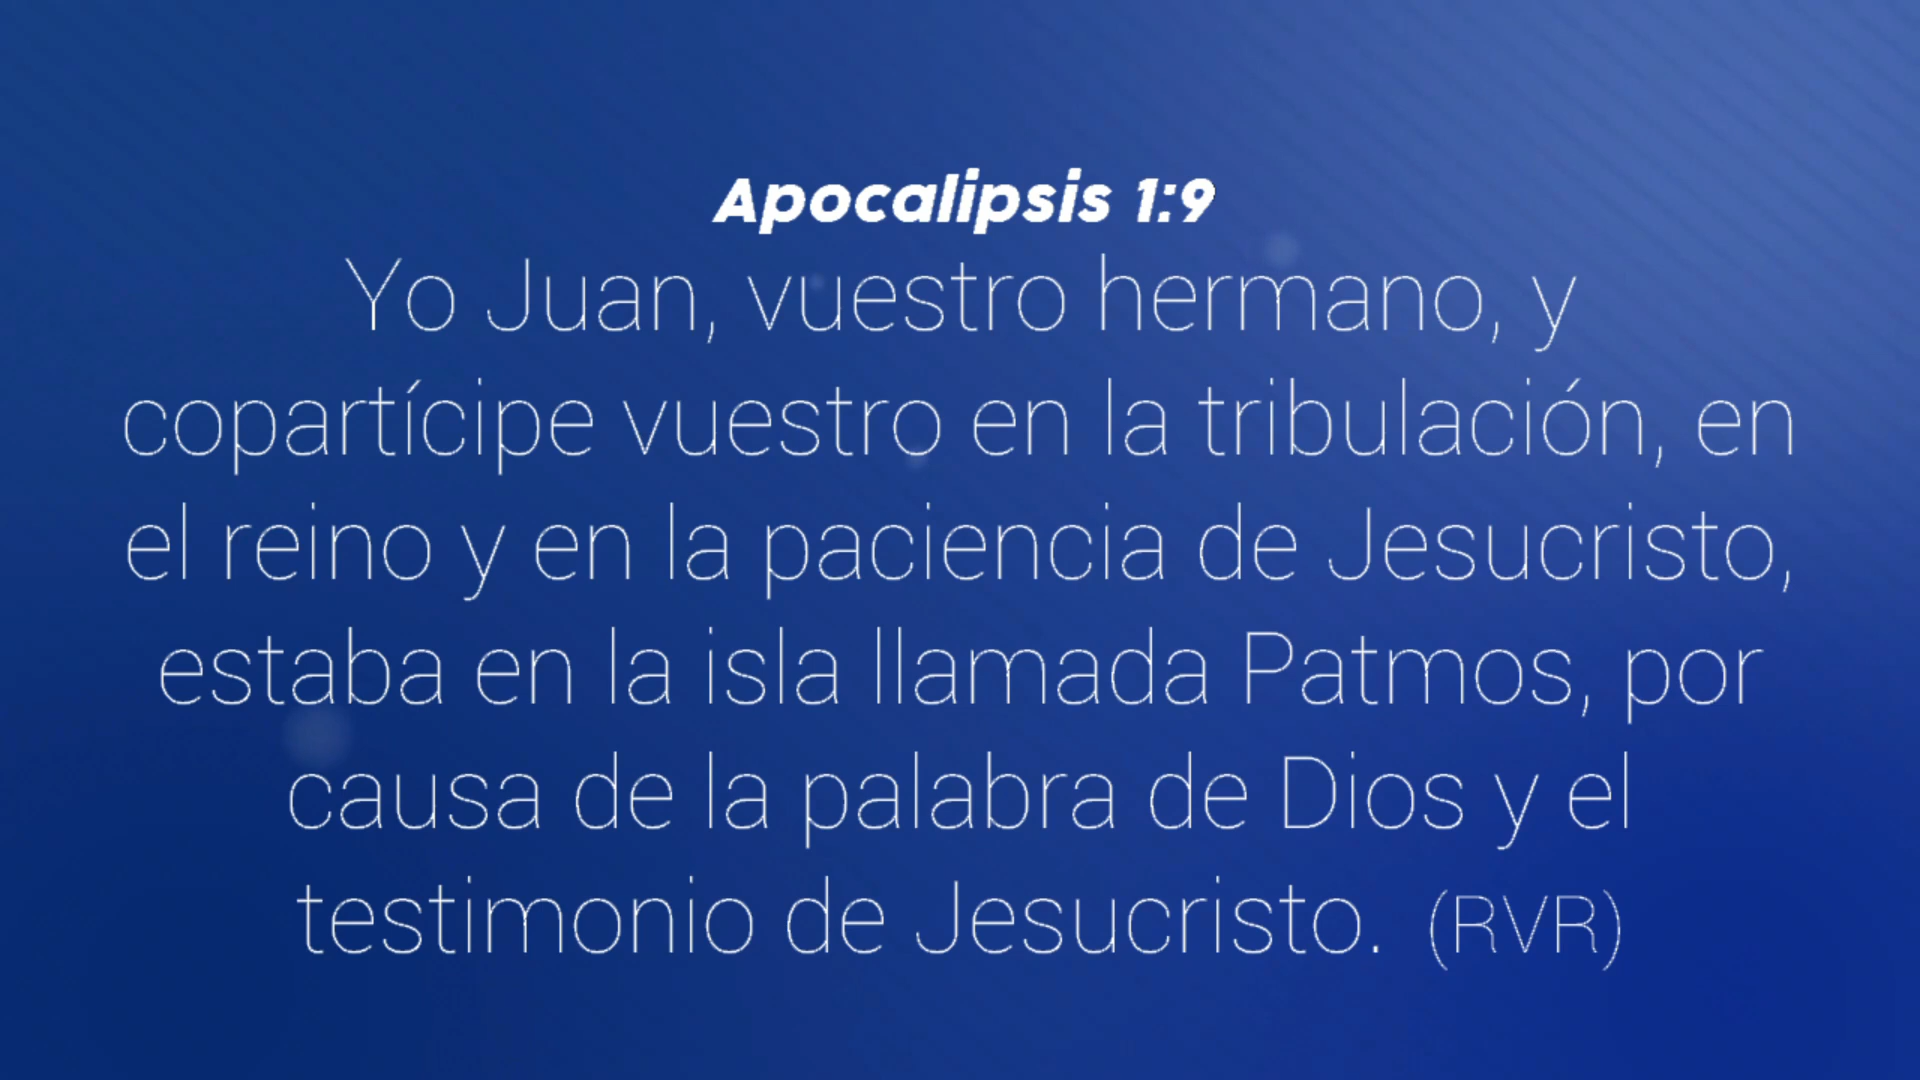 Apocalipsis 1:9
Yo Juan, vuestro hermano, y
copartícipe vuestro en la tribulación, en
el reino y en la paciencia de Jesucristo,
estaba en la isla llamada Patmos, por
causa de la palabra de Dios y el
testimonio de Jesucristo. (RVR)